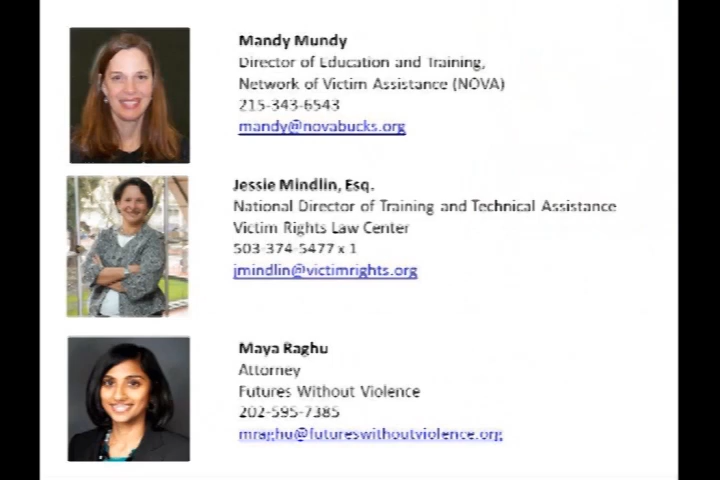 Mandy Mundy
Director of Education and Training,
Network of Victim Assistance (NOVA)
215-343-6543
mandy@novabucks.org
Jessie Mindlin, Esq.
National Director of Training and Technical Assistance
Victim Rights Law Center
503-374-5477 x 1
jmindlin@victimrights.org
Maya Raghu
Attorney
Futures Without Violence
202-595-7385
mraghu@futureswithoutviolence.org